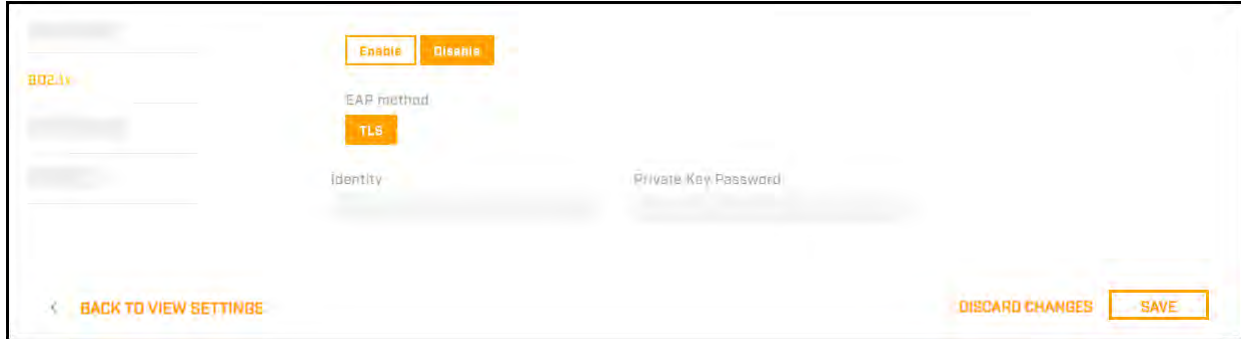 Enable Disable
802.1x
EAP method
TLS
Identity Private Key Password
< BACK TO VIEW SETTINGS DISCARD CHANGES SAVE